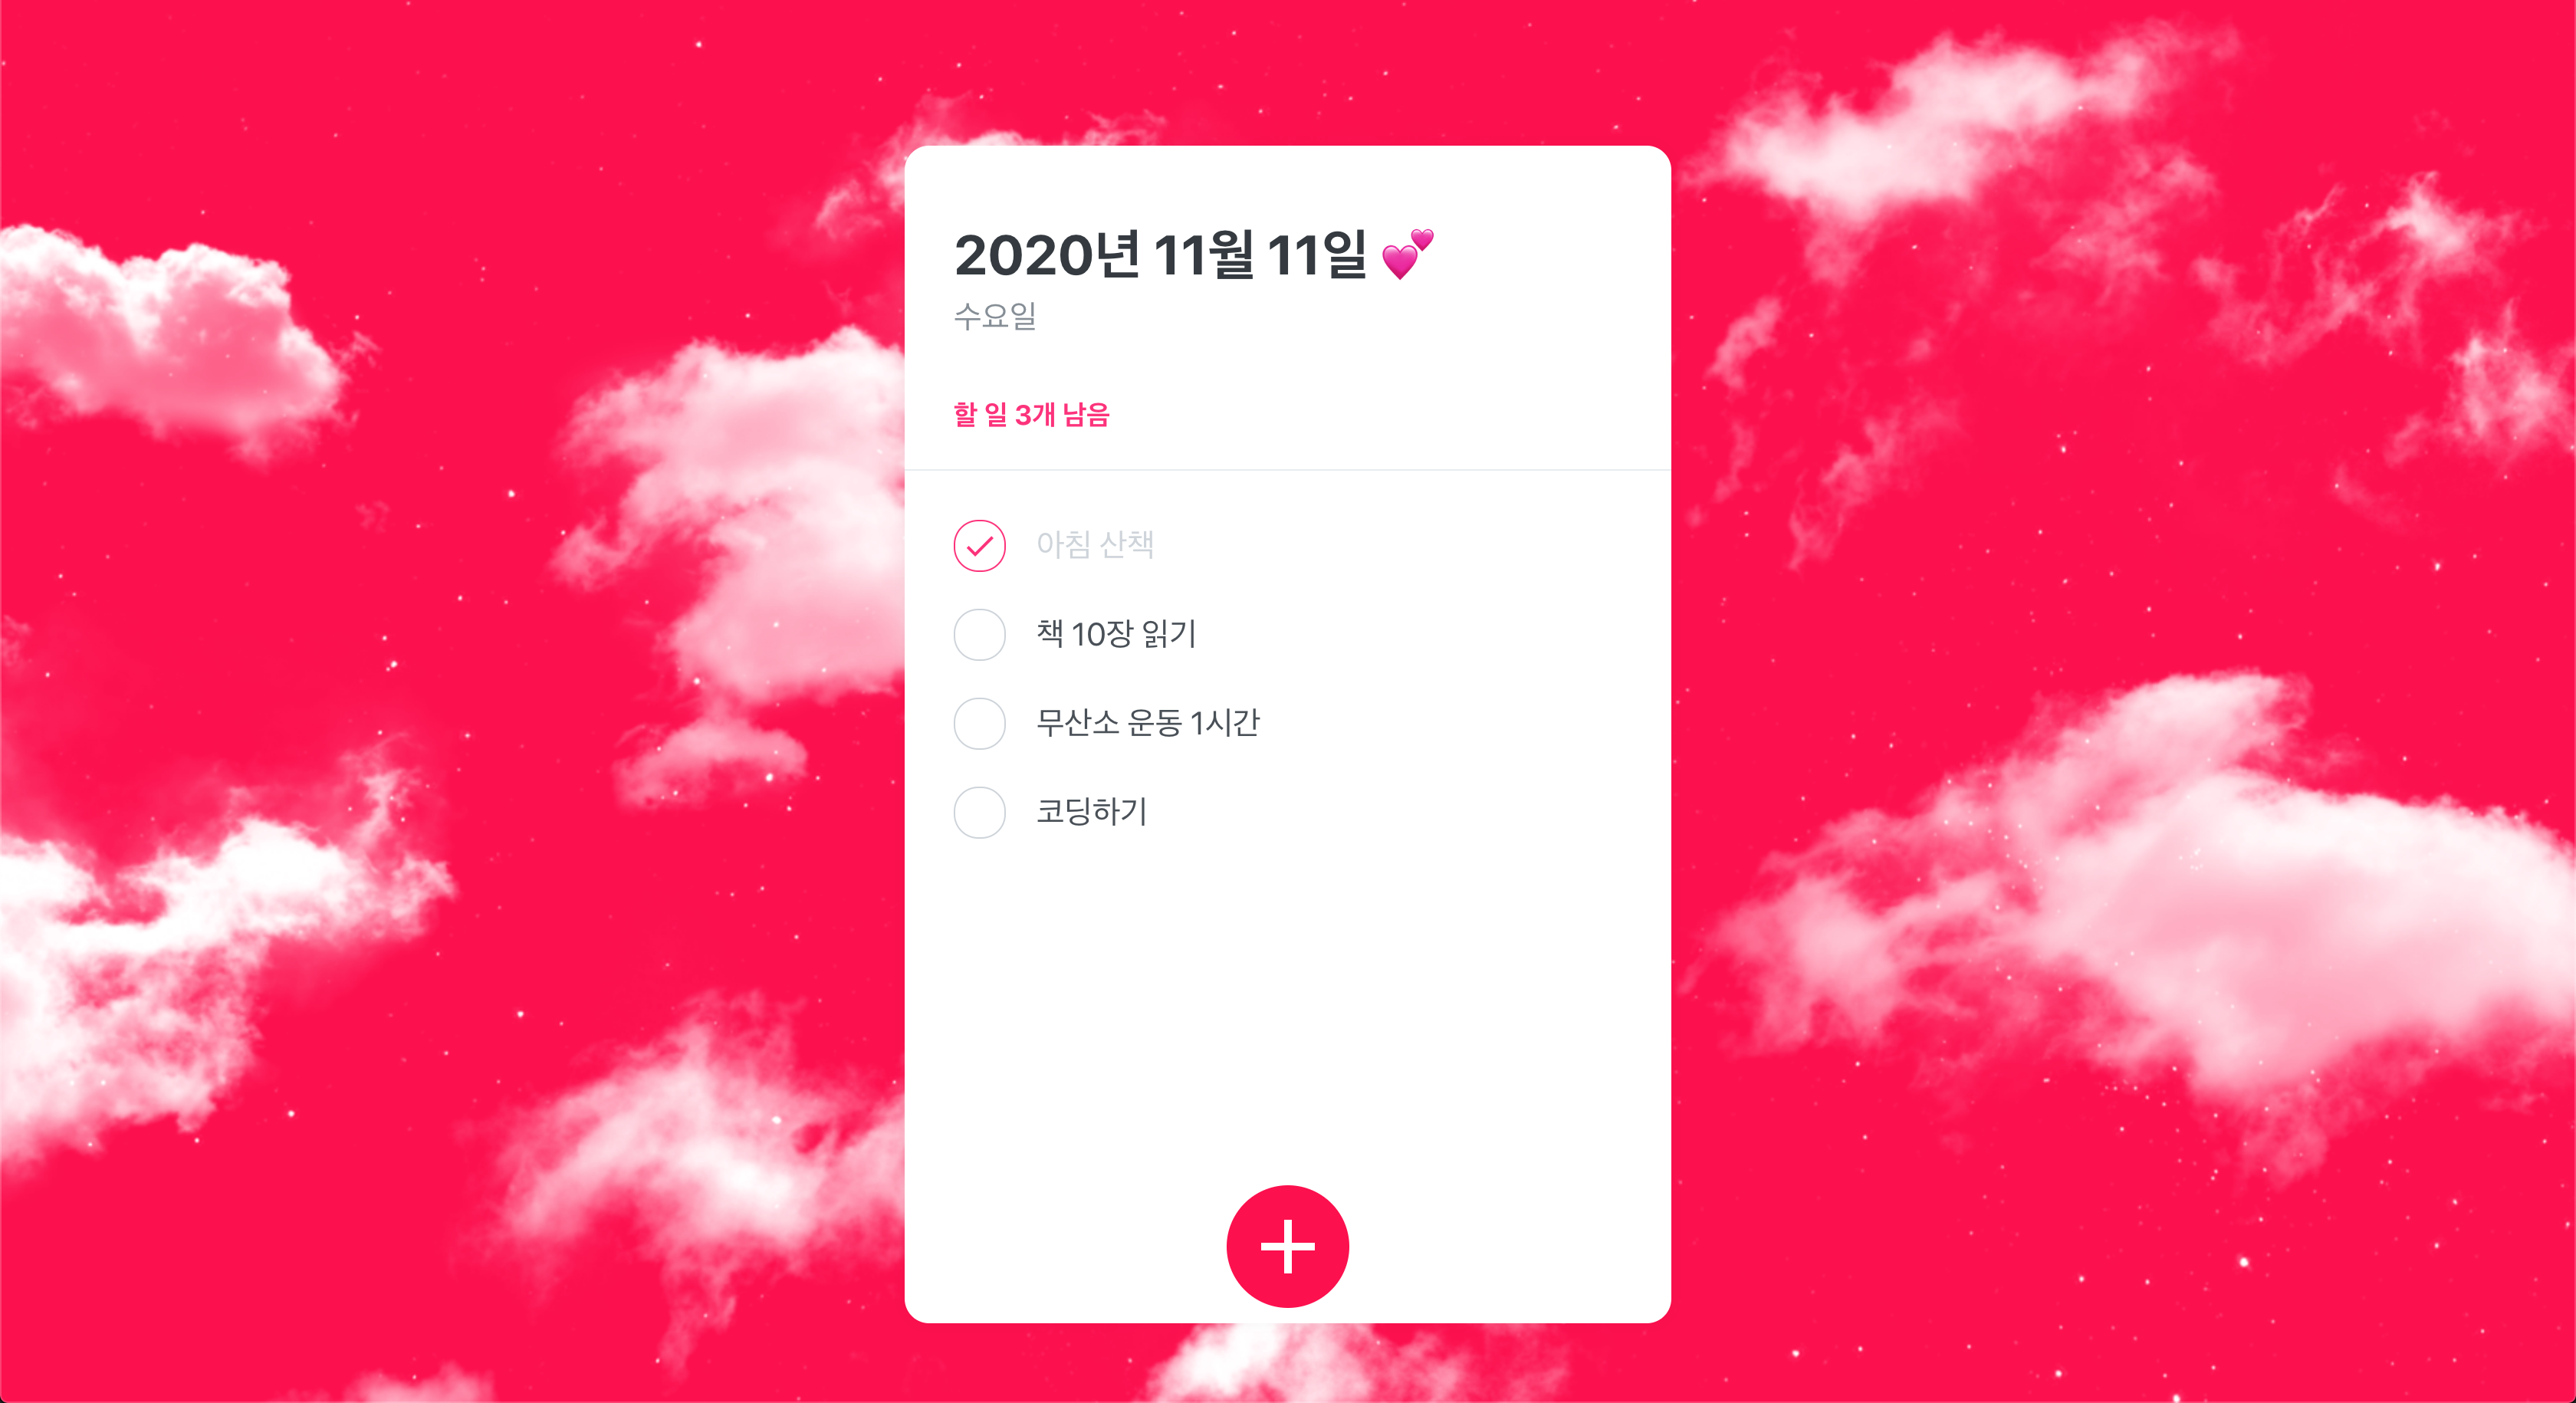 2020년 11월 11일 💕
수요일
할 일 3개 남음
아침 산책
책 10장 읽기
무산소 운동 1시간
코딩하기